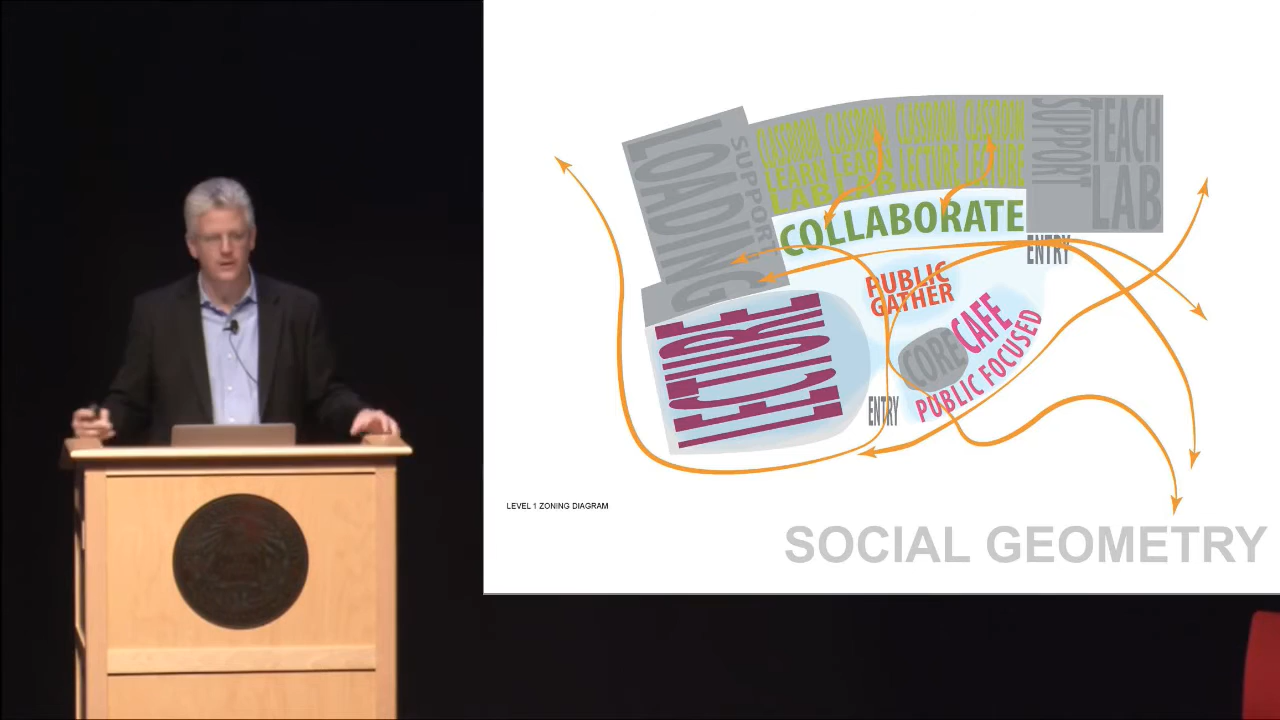 LOADING
SUPPORT
CLASSROOM
LEARN
LAB
CLASSROOM
LEARN
LAB
CLASSROOM
LECTURE
CLASSROOM
LECTURE
SUPPORT
TEACH
LAB
COLLABORATE
ENTRY
PUBLIC
GATHER
LECTURE
CORE
CAFE
PUBLIC FOCUSED
ENTRY
LEVEL 1 ZONING DIAGRAM
SOCIAL GEOMETRY